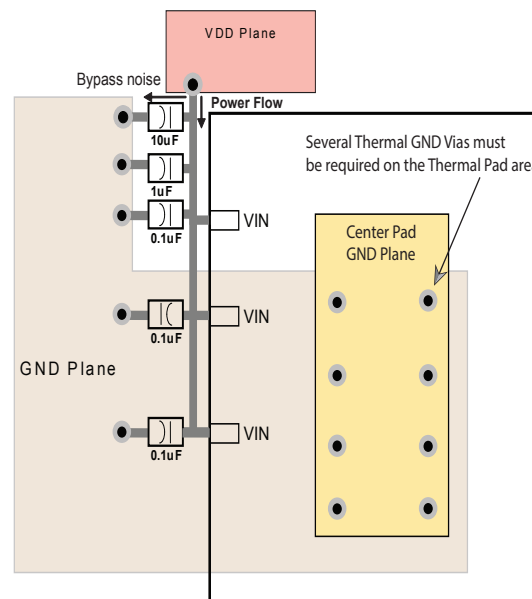 VDD Plane
Bypass noise
Power Flow
10uF
Several Thermal GND Vias must
be required on the Thermal Pad are
1uF
0.1uF
VIN
Center Pad
GND Plane
VIN
0.1uF
GND Plane
VIN
0.1uF